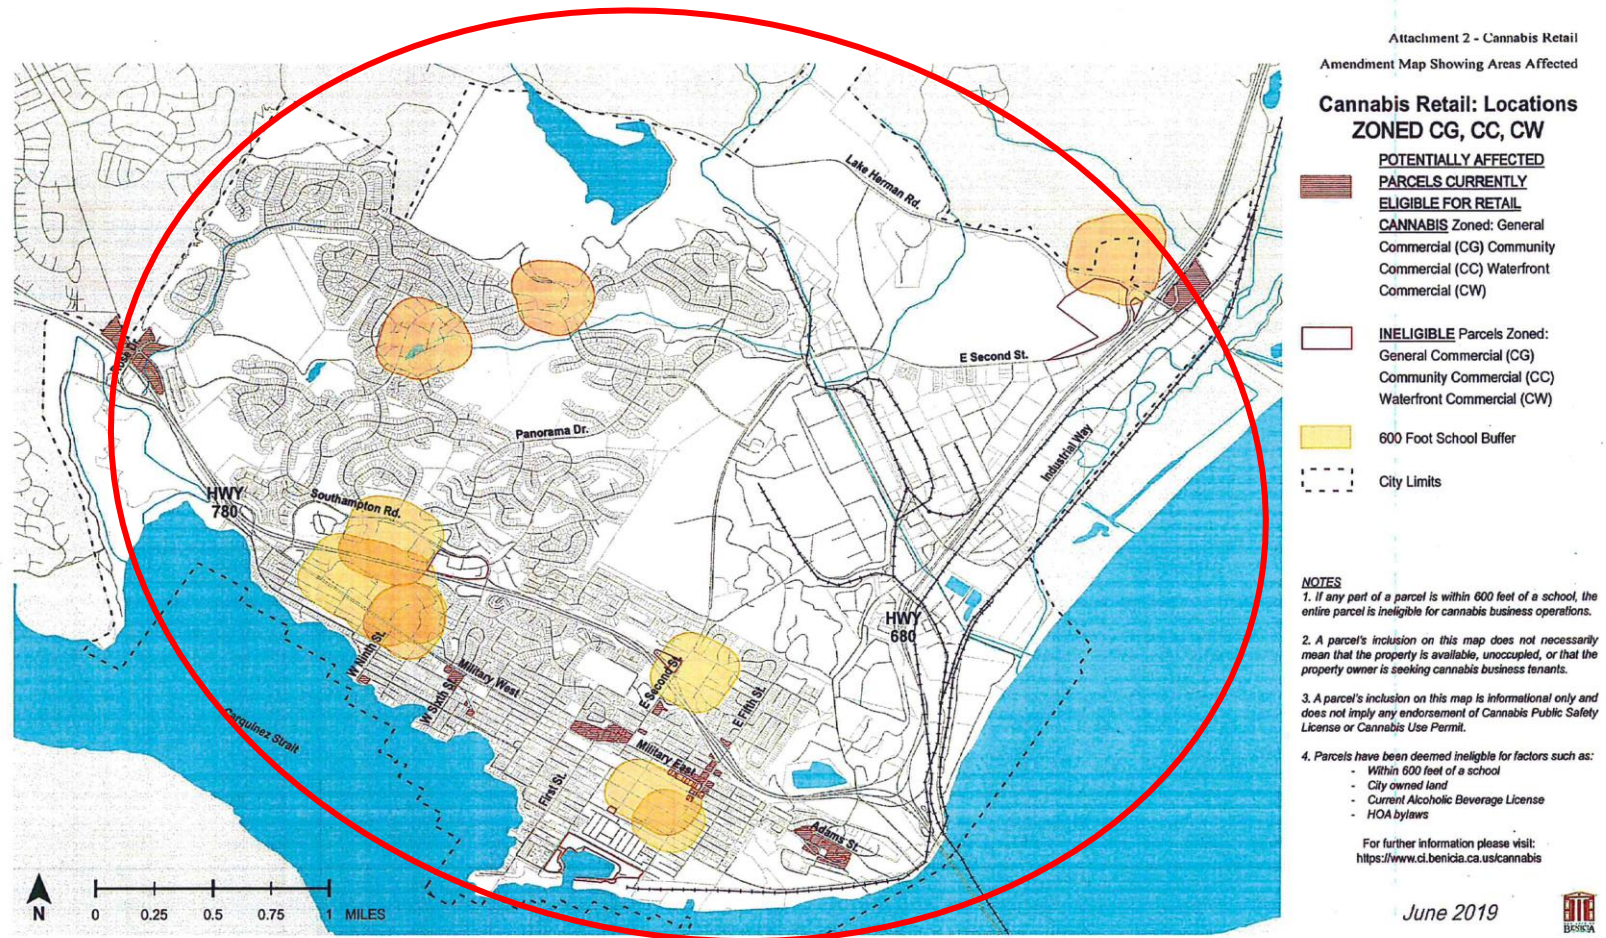 Attachment 2 - Cannabis Retail
Amendment Map Showing Areas Affected
Cannabis Retail: Locations
ZONED CG, CC, CW
POTENTIALLY AFFECTED
PARCELS CURRENTLY
ELIGIBLE FOR RETAIL
CANNABIS Zoned: General
Commercial (CG) Community
Commercial (CC) Waterfront
Commercial (CW)
INELIGIBLE Parcels Zoned:
General Commercial (CG)
Community Commercial (CC)
Waterfront Commercial (CW)
600 Foot School Buffer
City Limits
NOTES
1. If any part of a parcel is within 600 feet of a school, the
entire parcel is ineligible for cannabis business operations.
2. A parcel's inclusion on this map does not necessarily
mean that the property is available, unoccupied, or that the
property owner is seeking cannabis business tenants.
3. A parcel's inclusion on this map is informational only and
does not imply any endorsement of Cannabis Public Safety
License or Cannabis Use Permit.
4. Parcels have been deemed ineligible for factors such as:
- Within 600 feet of a school
- City owned land
- Current Alcoholic Beverage License
- HOA bylaws
For further information please visit:
https://www.ci.benicia.ca.us/cannabis
June 2019
BENICIA
Lake Herman Rd.
E Second St.
Industrial Way
Panorama Dr.
HWY
780
Southampton Rd.
HWY
680
W Ninth St.
Military West
W Sixth St.
E Second St.
E Fifth St.
Carquinez Strait
First St.
Military East
Adams St.
N
0 0.25 0.5 0.75 1 MILES